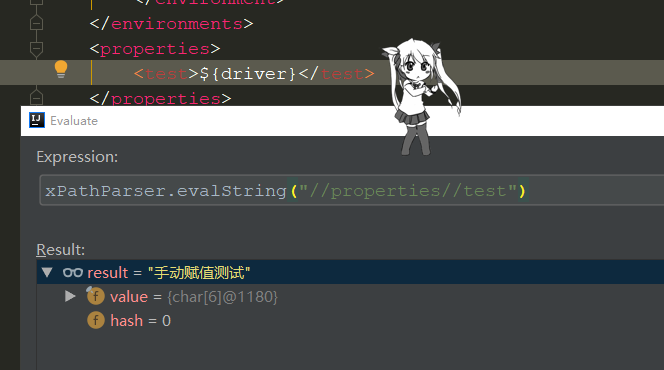 </environment>
</environments>
<properties>
<test>${driver}</test>
</properties>
IJ Evaluate
Expression:
xPathParser.evalString("//properties//test")
Result:
result = "手动赋值测试"
f value = {char[6]@1180}
f hash = 0